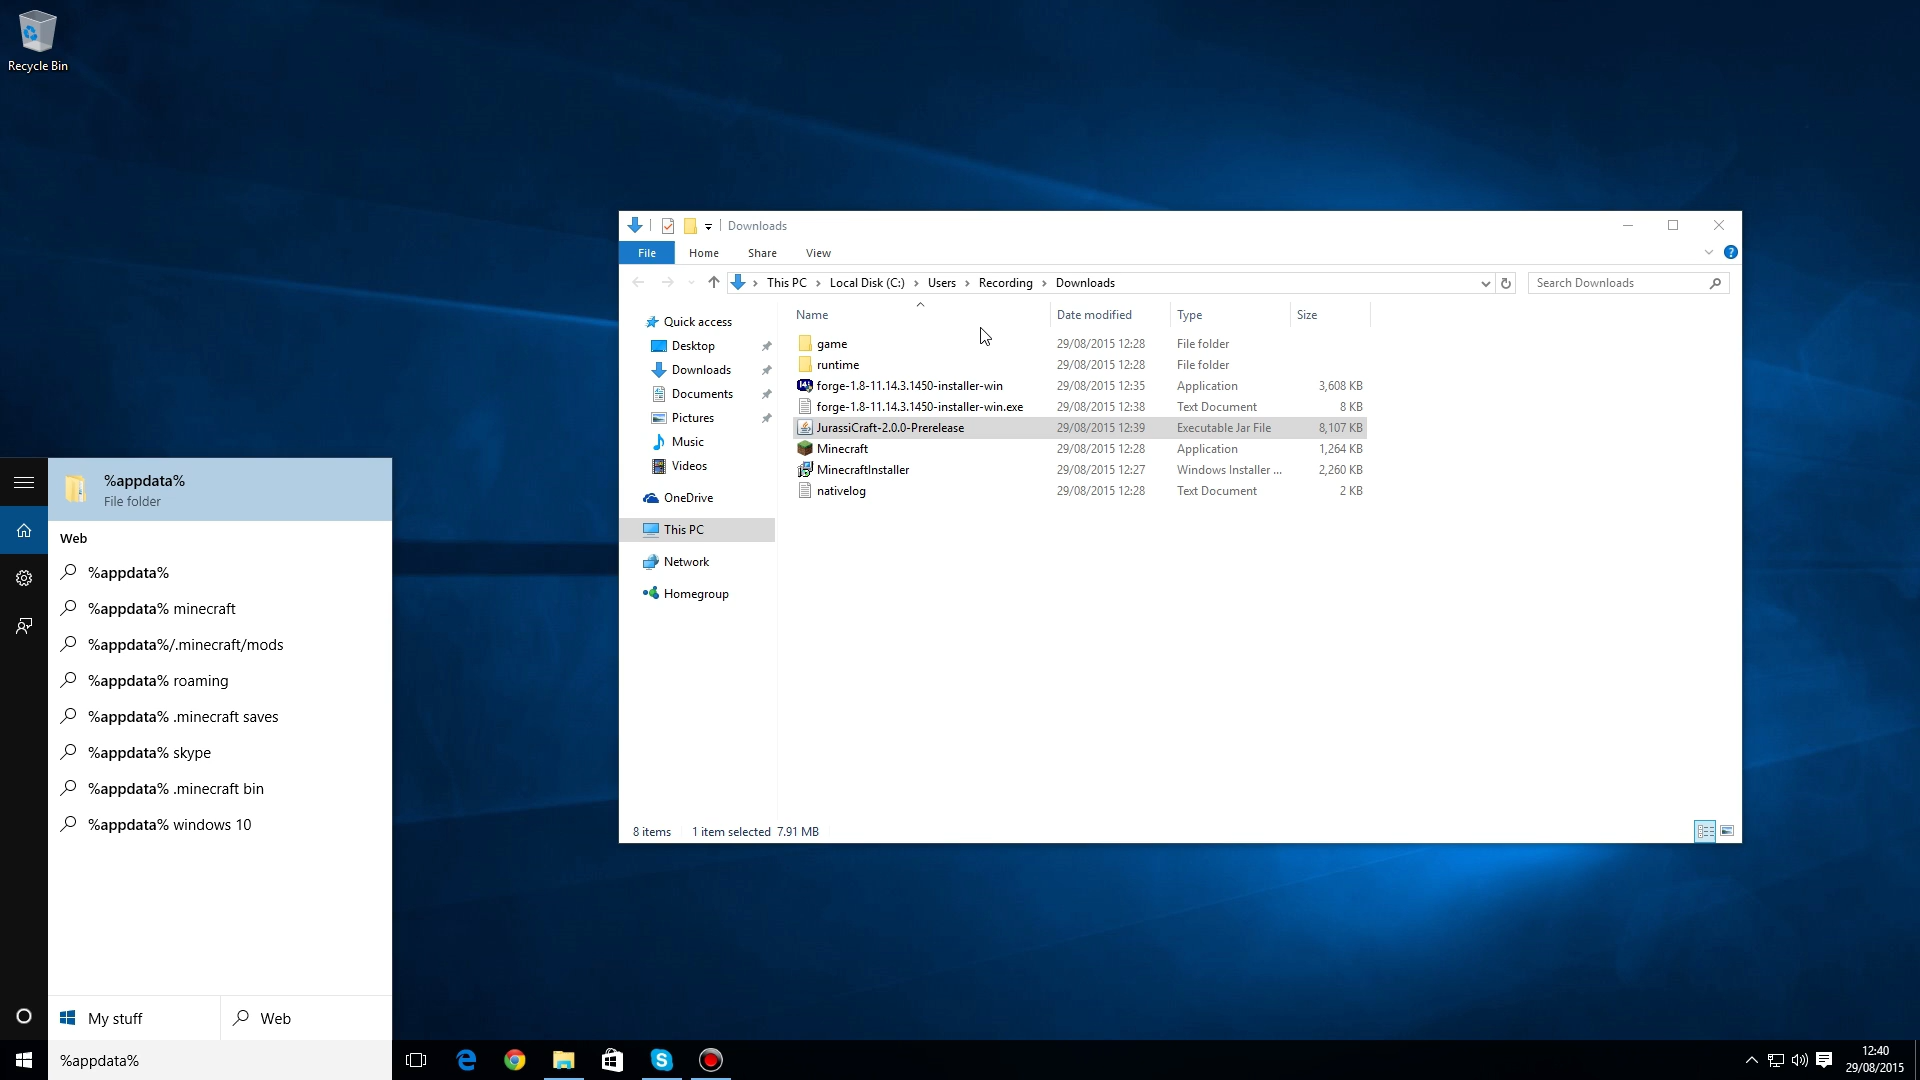 Recycle Bin
Downloads
File Home Share View
This PC Local Disk (C:) Users Recording Downloads
Search Downloads
Quick access
Desktop
Downloads
Documents
Pictures
Music
Videos
OneDrive
This PC
Network
Homegroup
Name Date modified Type Size
game 29/08/2015 12:28 File folder
runtime 29/08/2015 12:28 File folder
forge-1.8-11.14.3.1450-installer-win 29/08/2015 12:35 Application 3,608 KB
forge-1.8-11.14.3.1450-installer-win.exe 29/08/2015 12:38 Text Document 8 KB
JurassiCraft-2.0.0-Prerelease 29/08/2015 12:39 Executable Jar File 8,107 KB
Minecraft 29/08/2015 12:28 Application 1,264 KB
MinecraftInstaller 29/08/2015 12:27 Windows Installer ... 2,260 KB
nativelog 29/08/2015 12:28 Text Document 2 KB
8 items 1 item selected 7.91 MB
%appdata%
File folder
Web
%appdata%
%appdata% minecraft
%appdata%/.minecraft/mods
%appdata% roaming
%appdata% .minecraft saves
%appdata% skype
%appdata% .minecraft bin
%appdata% windows 10
My stuff Web
%appdata%
12:40
29/08/2015